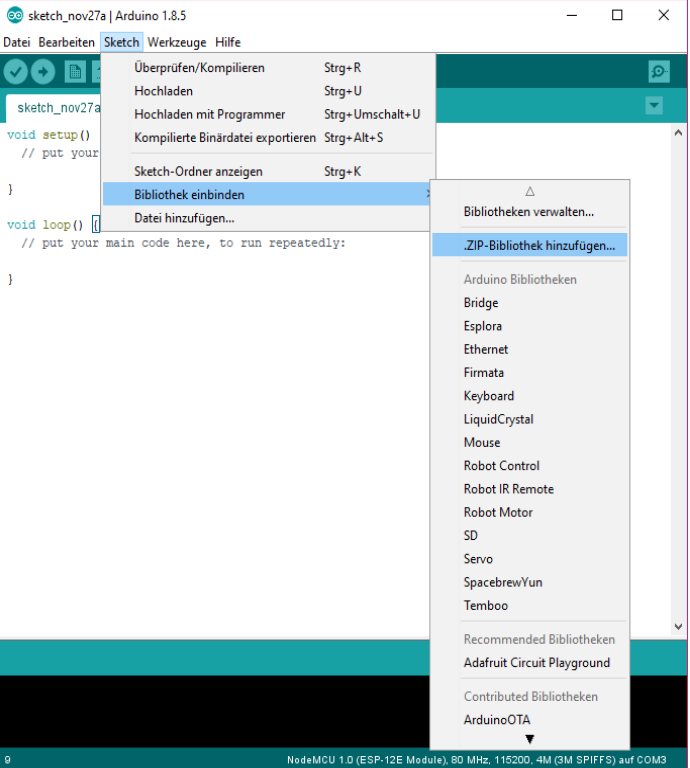 sketch_nov27a | Arduino 1.8.5
Datei Bearbeiten Sketch Werkzeuge Hilfe
sketch_nov27a
Überprüfen/Kompilieren Strg+R
Hochladen Strg+U
Hochladen mit Programmer Strg+Umschalt+U
Kompilierte Binärdatei exportieren Strg+Alt+S
Sketch-Ordner anzeigen Strg+K
Bibliothek einbinden
Datei hinzufügen...
void setup()
// put your
}
void loop() {
// put your main code here, to run repeatedly:
}
Bibliotheken verwalten...
.ZIP-Bibliothek hinzufügen...
Arduino Bibliotheken
Bridge
Esplora
Ethernet
Firmata
Keyboard
LiquidCrystal
Mouse
Robot Control
Robot IR Remote
Robot Motor
SD
Servo
SpacebrewYun
Temboo
Recommended Bibliotheken
Adafruit Circuit Playground
Contributed Bibliotheken
ArduinoOTA
9 NodeMCU 1.0 (ESP-12E Module), 80 MHz, 115200, 4M (3M SPIFFS) auf COM3